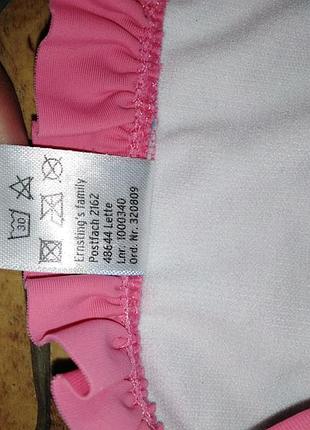 30
Ernsting's family
Postfach 2162
48644 Lette
Lnr. 1000340
Ord. Nr. 320809